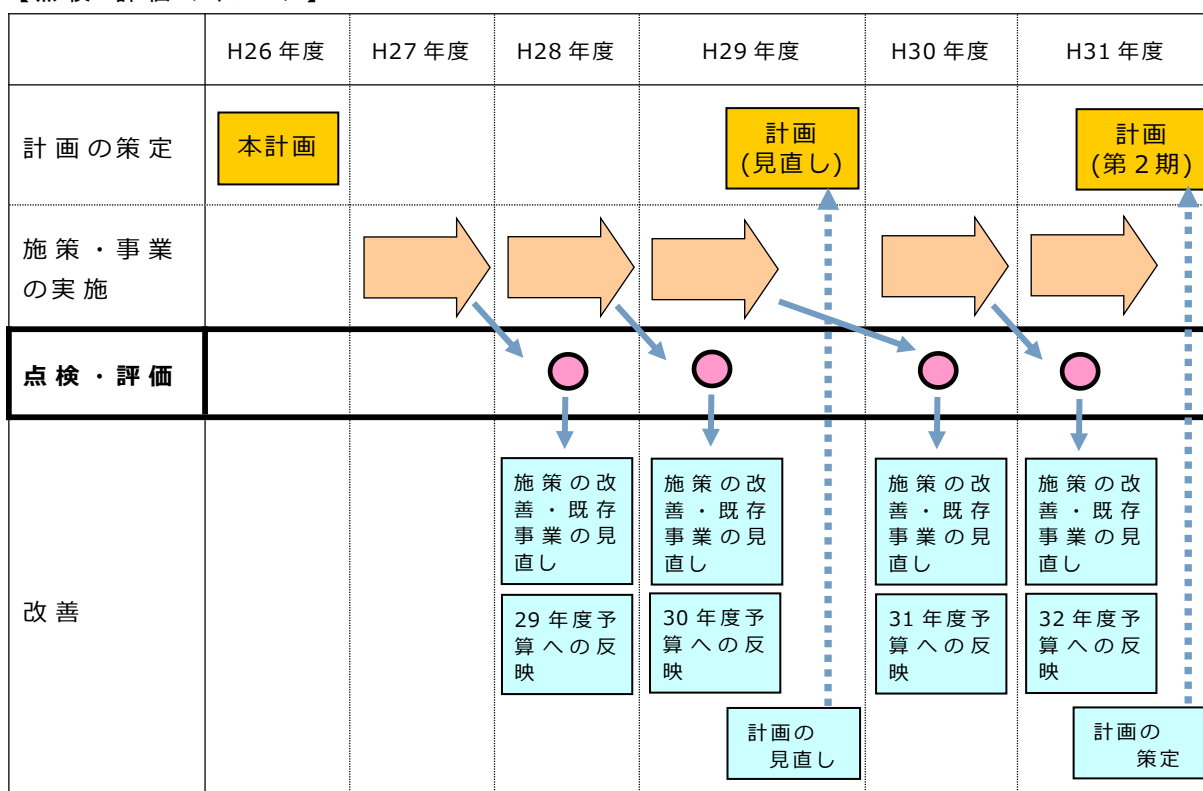 H26年度
H27年度
H28年度
H29年度
H30年度
H31年度
計画の策定
本計画
計画
(見直し)
計画
(第2期)
施策・事業
の実施
点検・評価
改善
施策の改
善・既存
事業の見
直し
施策の改
善・既存
事業の見
直し
施策の改
善・既存
事業の見
直し
施策の改
善・既存
事業の見
直し
29年度予
算への反
映
30年度予
算への反
映
31年度予
算への反
映
32年度予
算への反
映
計画の
見直し
計画の
策定